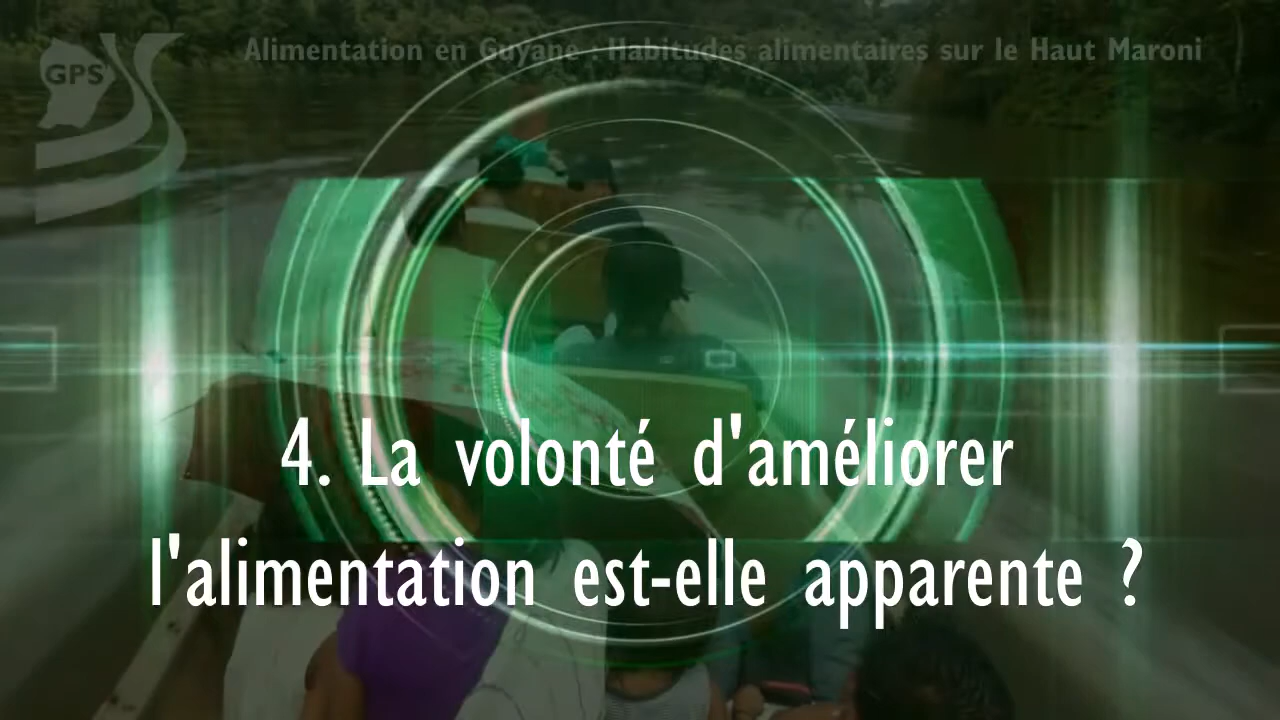 GPS
Alimentation en Guyane : Habitudes alimentaires sur le Haut Maroni
4. La volonté d'améliorer
l'alimentation est-elle apparente ?